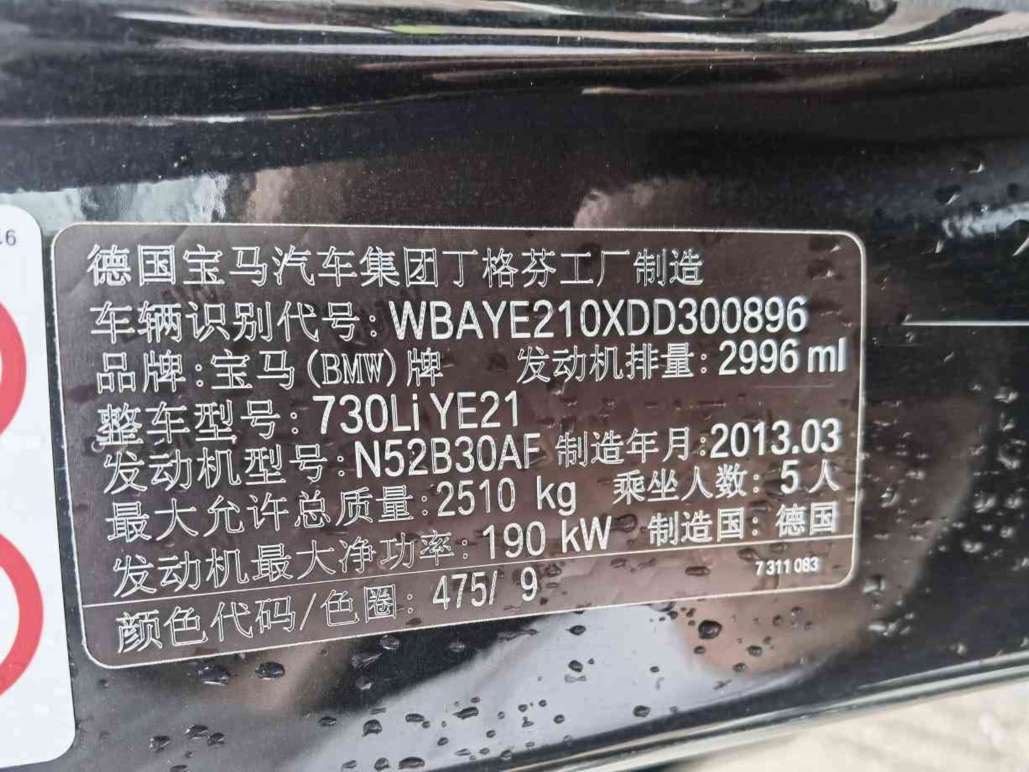 .6
德国宝马汽车集团丁格芬工厂制造
车辆识别代号:WBAYE210XDD300896
品牌:宝马(BMW)牌 发动机排量:2996 ml
整车型号:730Li YE21
发动机型号:N52B30AF 制造年月:2013.03
最大允许总质量:2510 kg 乘坐人数:5人
发动机最大净功率:190 kW 制造国:德国
7 311 083
颜色代码/色圈:475/ 9